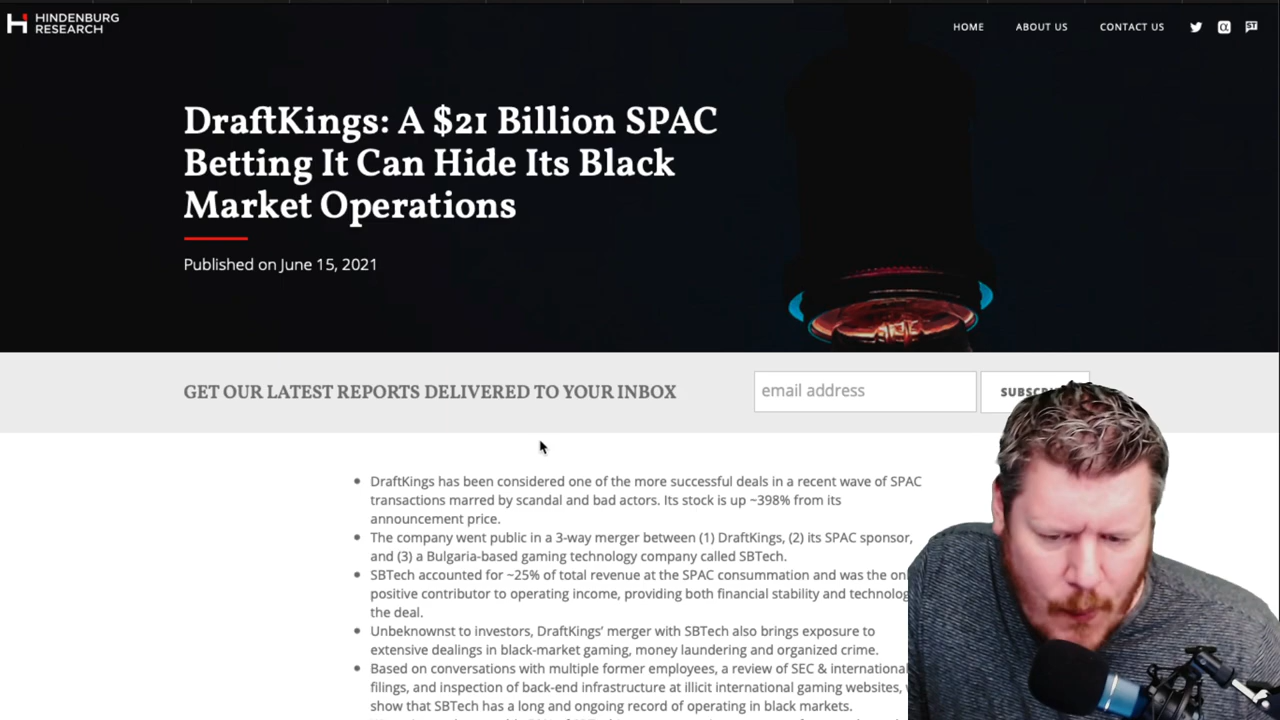 HINDENBURG
RESEARCH
HOME ABOUT US CONTACT US
DraftKings: A $21 Billion SPAC
Betting It Can Hide Its Black
Market Operations
Published on June 15, 2021
GET OUR LATEST REPORTS DELIVERED TO YOUR INBOX
email address
DraftKings has been considered one of the more successful deals in a recent wave of SPAC
transactions marred by scandal and bad actors. Its stock is up ~398% from its
announcement price.
The company went public in a 3-way merger between (1) DraftKings, (2) its SPAC sponsor,
and (3) a Bulgaria-based gaming technology company called SBTech.
SBTech accounted for ~25% of total revenue at the SPAC consummation and was the
positive contributor to operating income, providing both financial stability and
the deal.
Unbeknownst to investors, DraftKings' merger with SBTech also brings exposure to
extensive dealings in black-market gaming, money laundering and organized crime.
Based on conversations with multiple former employees, a review of SEC & international
filings, and inspection of back-end infrastructure at illicit international gaming websites,
show that SBTech has a long and ongoing record of operating in black markets.